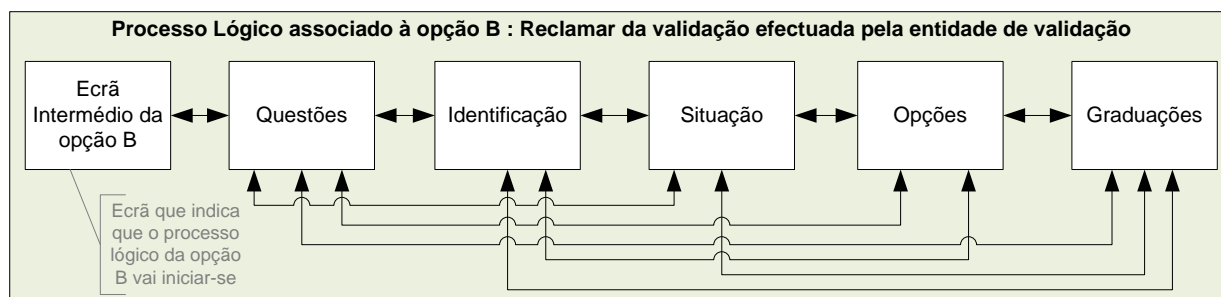 Processo Lógico associado à opção B : Reclamar da validação efectuada pela entidade de validação
Ecrã
Intermédio da
opção B
Questões
Identificação
Situação
Opções
Graduações
Ecrã que indica
que o processo
lógico da opção
B vai iniciar-se